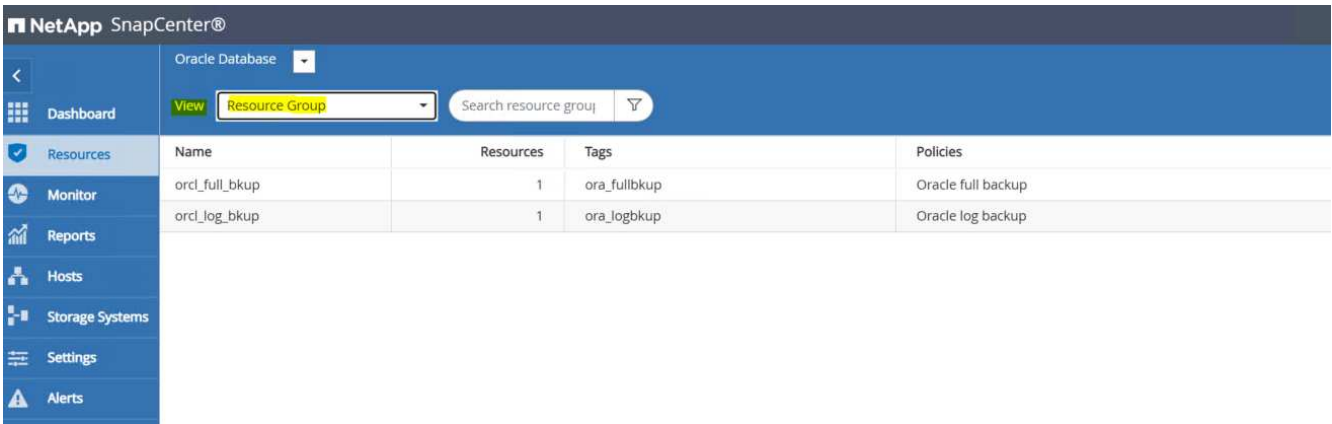 NetApp SnapCenter®
Oracle Database
View Resource Group Search resource grou
Dashboard
Resources
Monitor
Reports
Hosts
Storage Systems
Settings
Alerts
Name Resources Tags Policies
orcl_full_bkup 1 ora_fullbkup Oracle full backup
orcl_log_bkup 1 ora_logbkup Oracle log backup